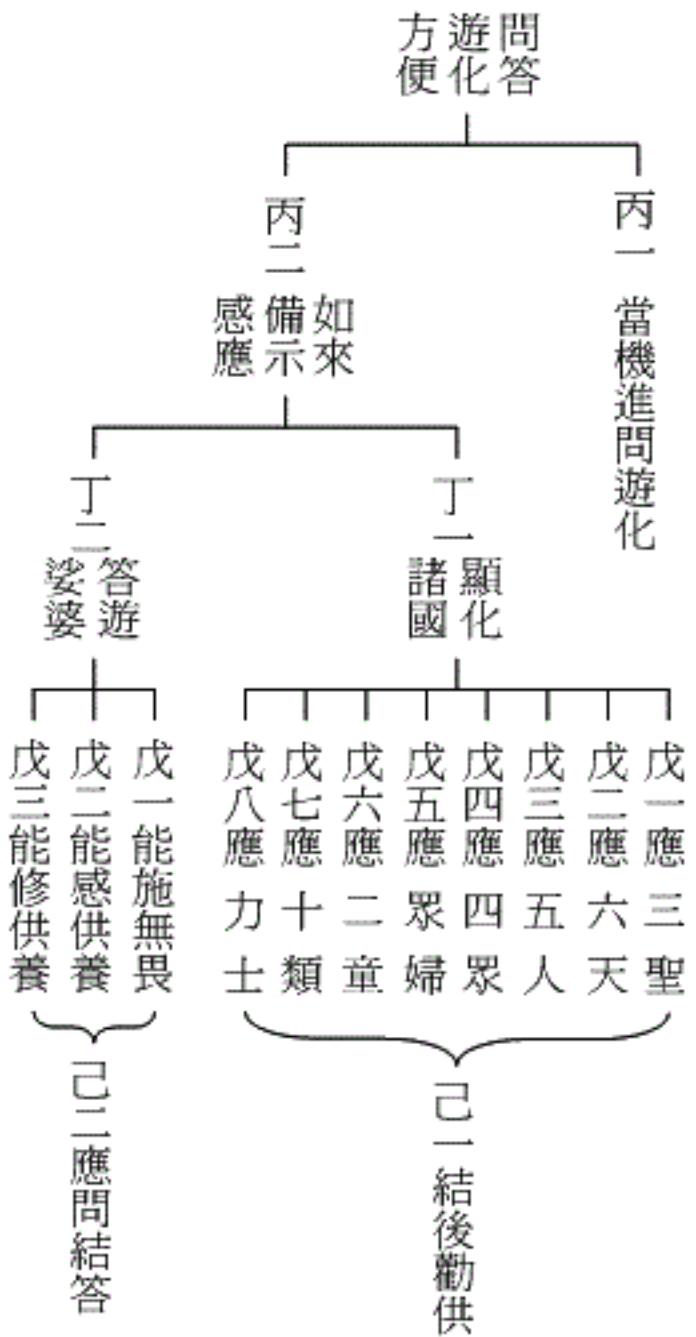 問答
遊化
方便
丙一 當機進問遊化
丙二
如來
備示
感應
丁一
顯化
諸國
戊一應三聖
戊二應六天
戊三應五人
戊四應四眾
戊五應眾婦
戊六應二童
戊七應十類
戊八應力士
己一結後勸供
丁二
答遊
娑婆
戊一能施無畏
戊二能感供養
戊三能修供養
己二應問結答